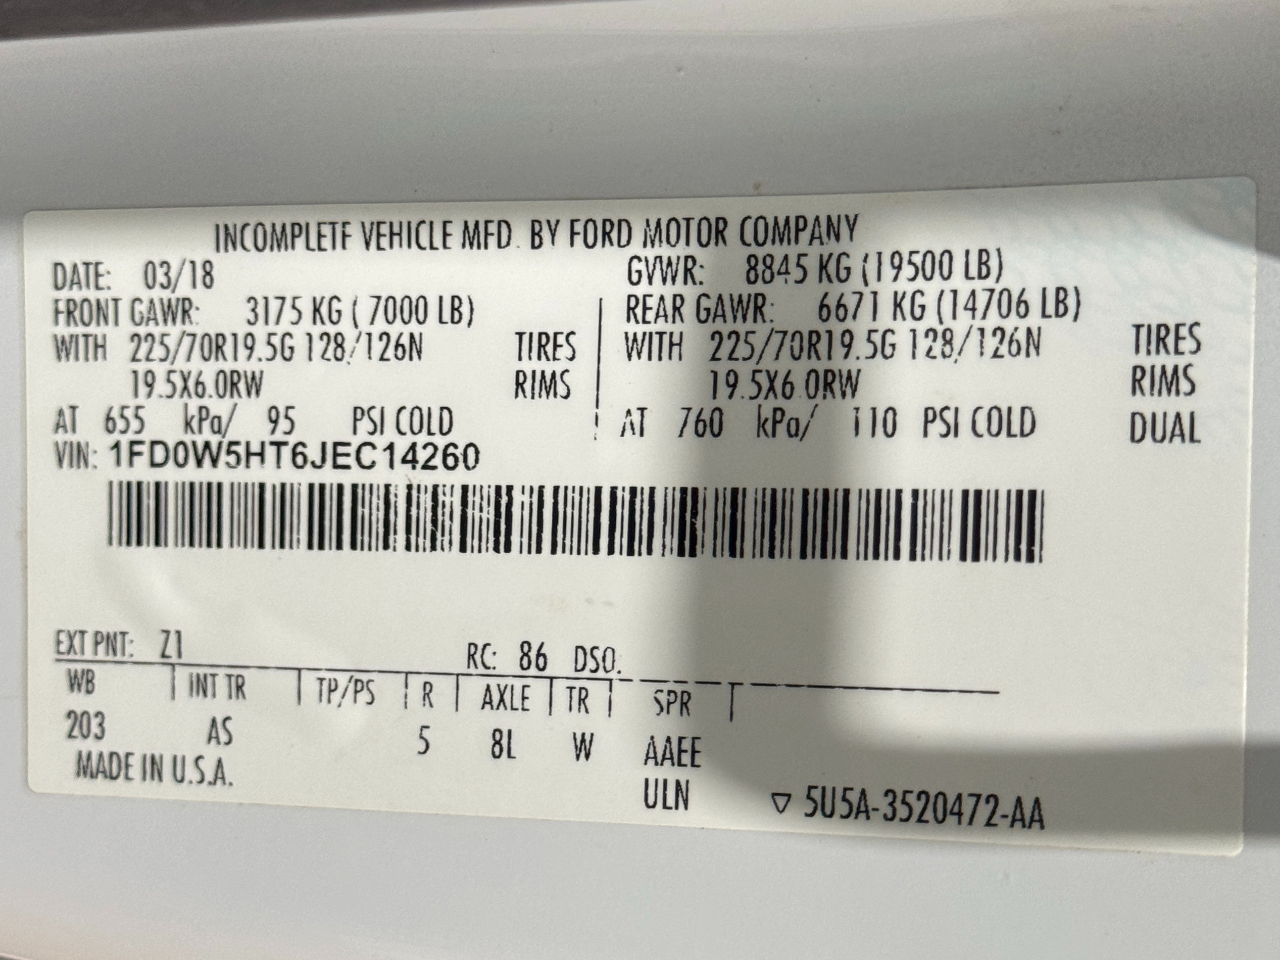 INCOMPLETE VEHICLE MFD. BY FORD MOTOR COMPANY
DATE: 03/18 GVWR: 8845 KG (19500 LB)
FRONT GAWR: 3175 KG ( 7000 LB) REAR GAWR: 6671 KG (14706 LB)
WITH 225/70R19.5G 128/126N TIRES WITH 225/70R19.5G 128/126N TIRES
19.5X6.0RW RIMS 19.5X6.0RW RIMS
AT 655 kPa/ 95 PSI COLD AT 760 kPa/ 110 PSI COLD DUAL
VIN: 1FD0W5HT6JEC14260
EXT PNT: Z1 RC: 86 DSO:
WB INT TR TP/PS R AXLE TR SPR
203 AS 5 8L W AAEE
MADE IN U.S.A. ULN ▽ 5U5A-3520472-AA